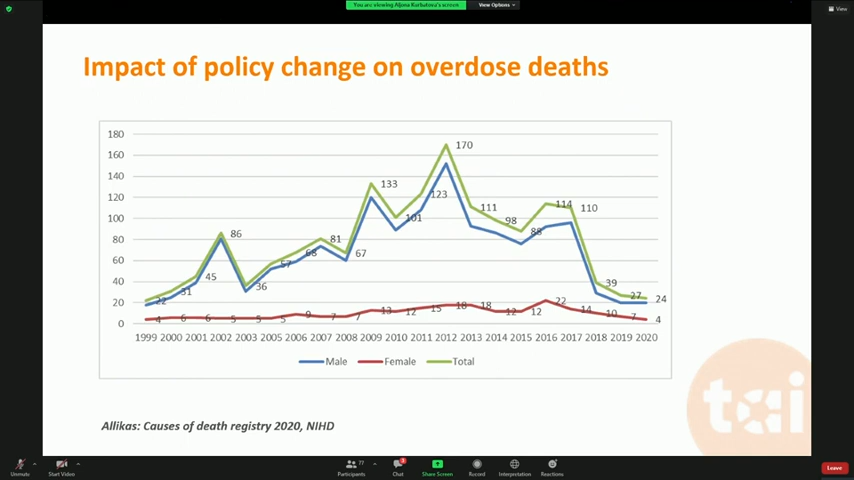 You are viewing Aljona Kurbatova's screen
View Options
View
Impact of policy change on overdose deaths
180
160
140
120
100
80
60
40
20
0
22 31 45 86 36 57 68 81 67 133 101 123 170 111 98 88 114 110 39 27 24
4 6 6 5 5 5 9 7 7 13 12 15 18 18 12 12 22 14 10 7 4
1999 2000 2001 2002 2003 2005 2006 2007 2008 2009 2010 2011 2012 2013 2014 2015 2016 2017 2018 2019 2020
Male Female Total
Allikas: Causes of death registry 2020, NIHD
tai
Unmute
Start Video
Participants
77
Chat
Share Screen
Record
Interpretation
Reactions
Leave